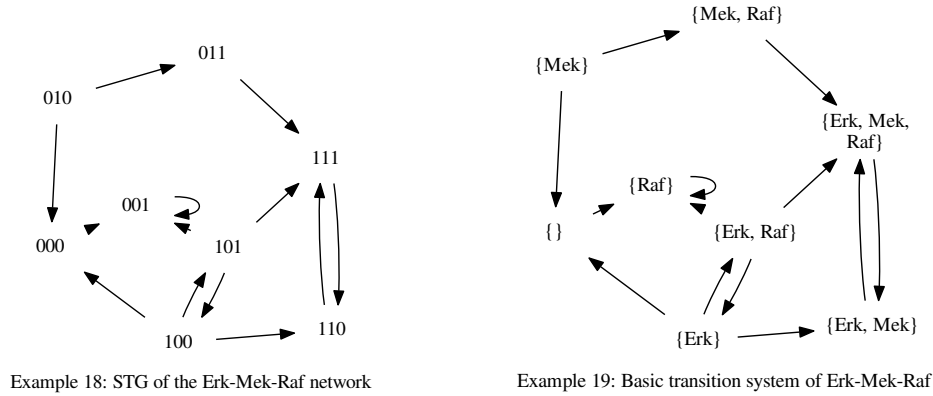 011
010
111
001
000
101
100
110
Example 18: STG of the Erk-Mek-Raf network
{Mek, Raf}
{Mek}
{Erk, Mek,
Raf}
{Raf}
{}
{Erk, Raf}
{Erk}
{Erk, Mek}
Example 19: Basic transition system of Erk-Mek-Raf